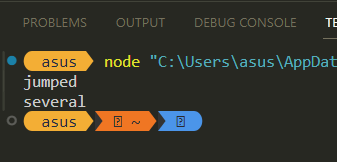 PROBLEMS OUTPUT DEBUG CONSOLE TE
asus node "C:\Users\asus\AppDat
jumped
several
asus ~